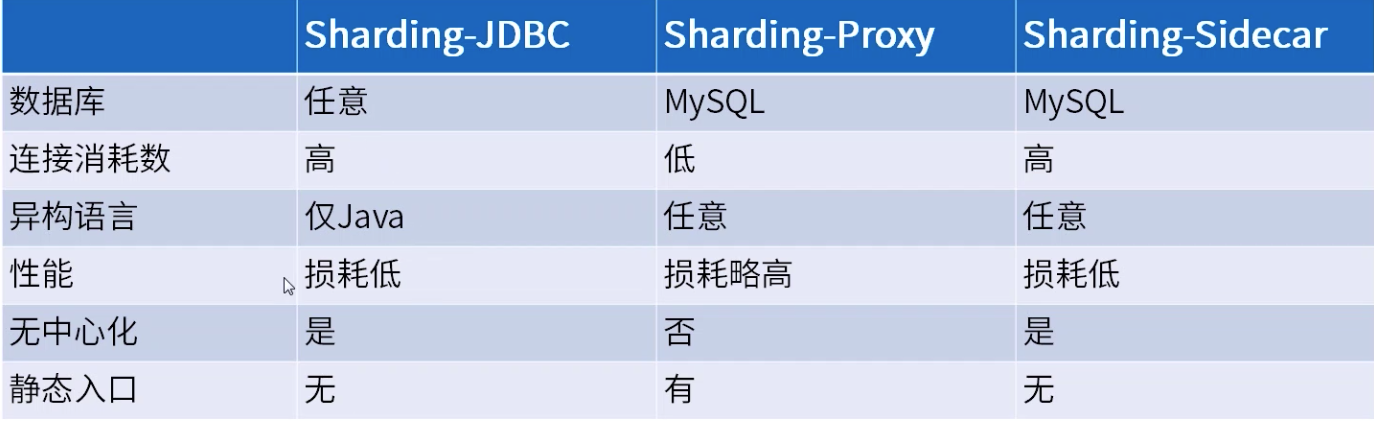 Sharding-JDBC Sharding-Proxy Sharding-Sidecar
数据库 任意 MySQL MySQL
连接消耗数 高 低 高
异构语言 仅Java 任意 任意
性能 损耗低 损耗略高 损耗低
无中心化 是 否 是
静态入口 无 有 无